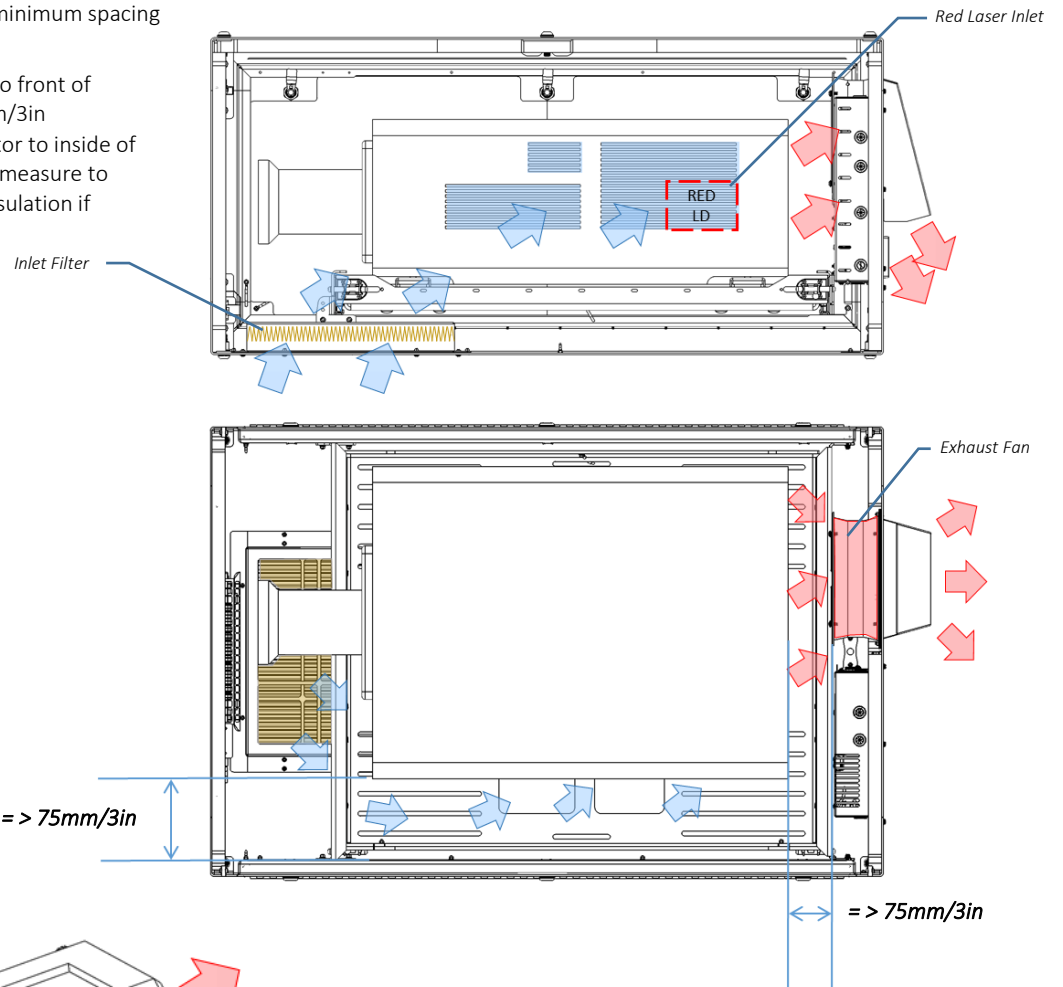 minimum spacing
o front of
n/3in
tor to inside of
measure to
sulation if
Red Laser Inlet
RED
LD
Inlet Filter
Exhaust Fan
= > 75mm/3in
= > 75mm/3in